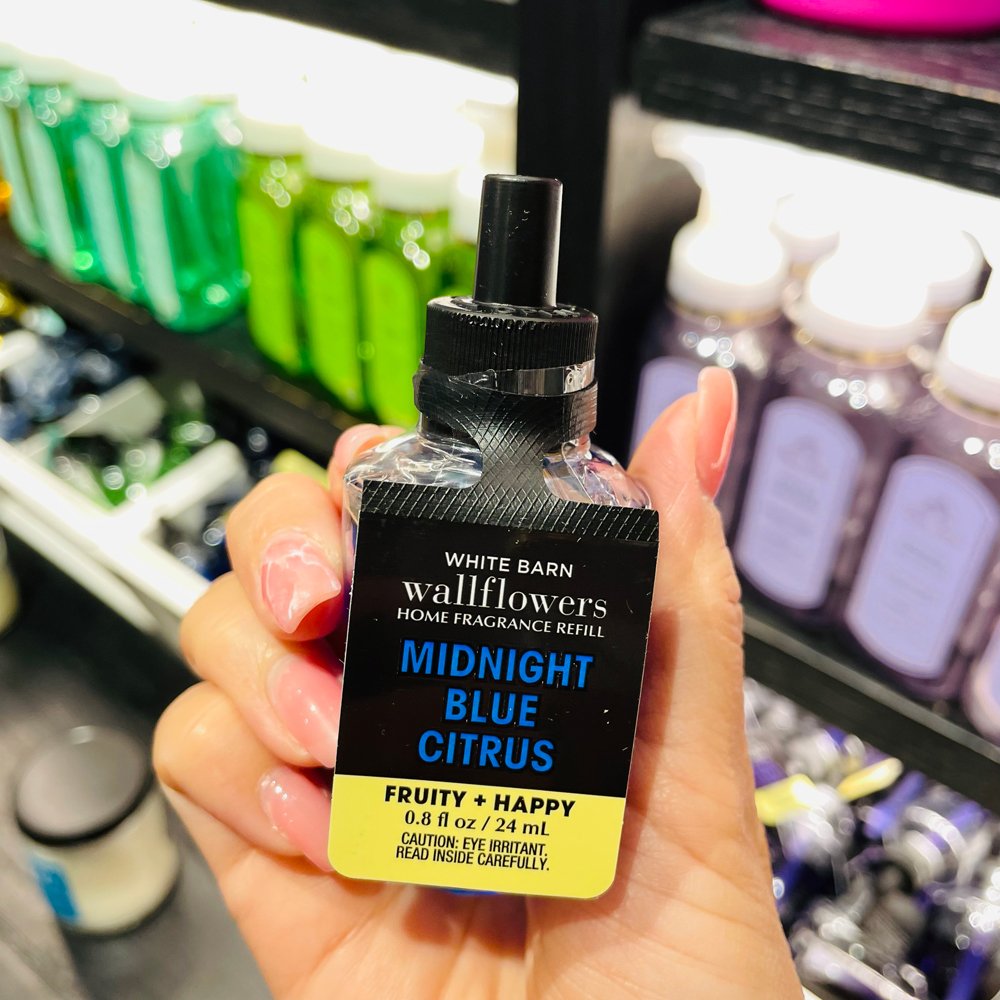 WHITE BARN
wallflowers
HOME FRAGRANCE REFILL
MIDNIGHT
BLUE
CITRUS
FRUITY + HAPPY
0.8 fl oz / 24 mL
CAUTION: EYE IRRITANT.
READ INSIDE CAREFULLY.